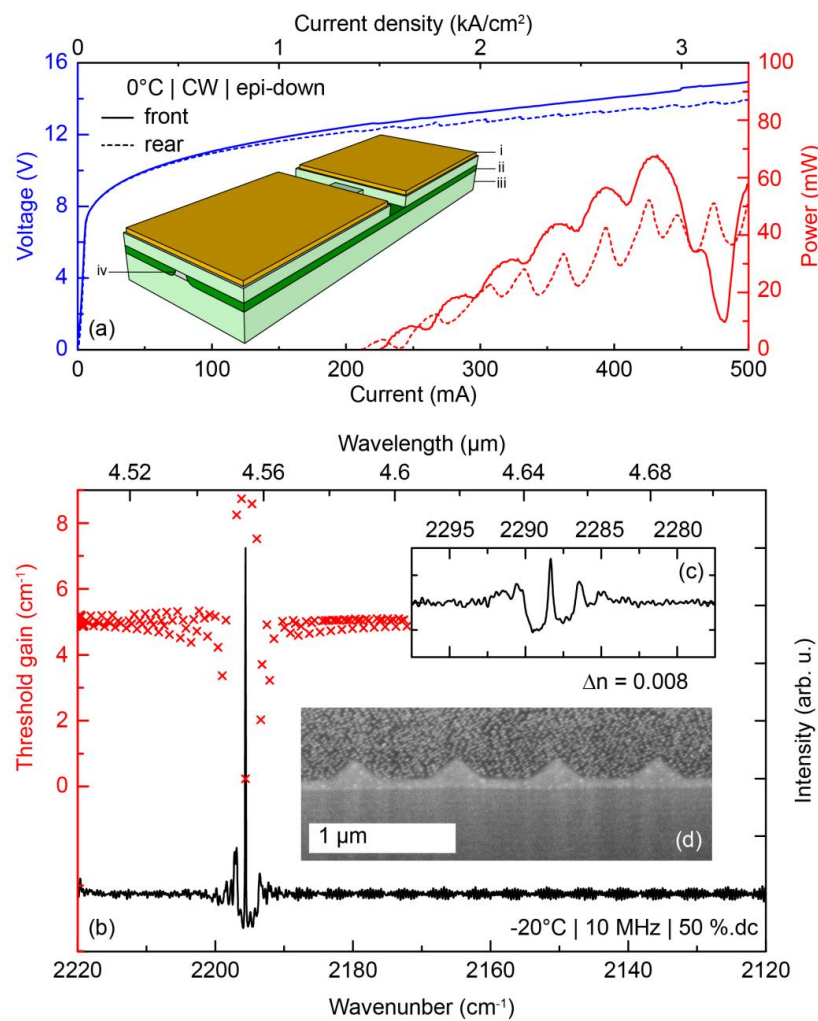 Current density (kA/cm²)
0 1 2 3
16 100
0°C | CW | epi-down
front
rear
12 80
8 60
4 40
0 20
0
Voltage (V)
Power (mW)
i
ii
iii
iv
(a)
0 100 200 300 400 500
Current (mA)
Wavelength (µm)
4.52 4.56 4.6 4.64 4.68
8
6
4
2
0
Threshold gain (cm⁻¹)
Intensity (arb. u.)
2295 2290 2285 2280
(c)
Δn = 0.008
1 µm
(d)
(b)
-20°C | 10 MHz | 50 %.dc
2220 2200 2180 2160 2140 2120
Wavenunber (cm⁻¹)